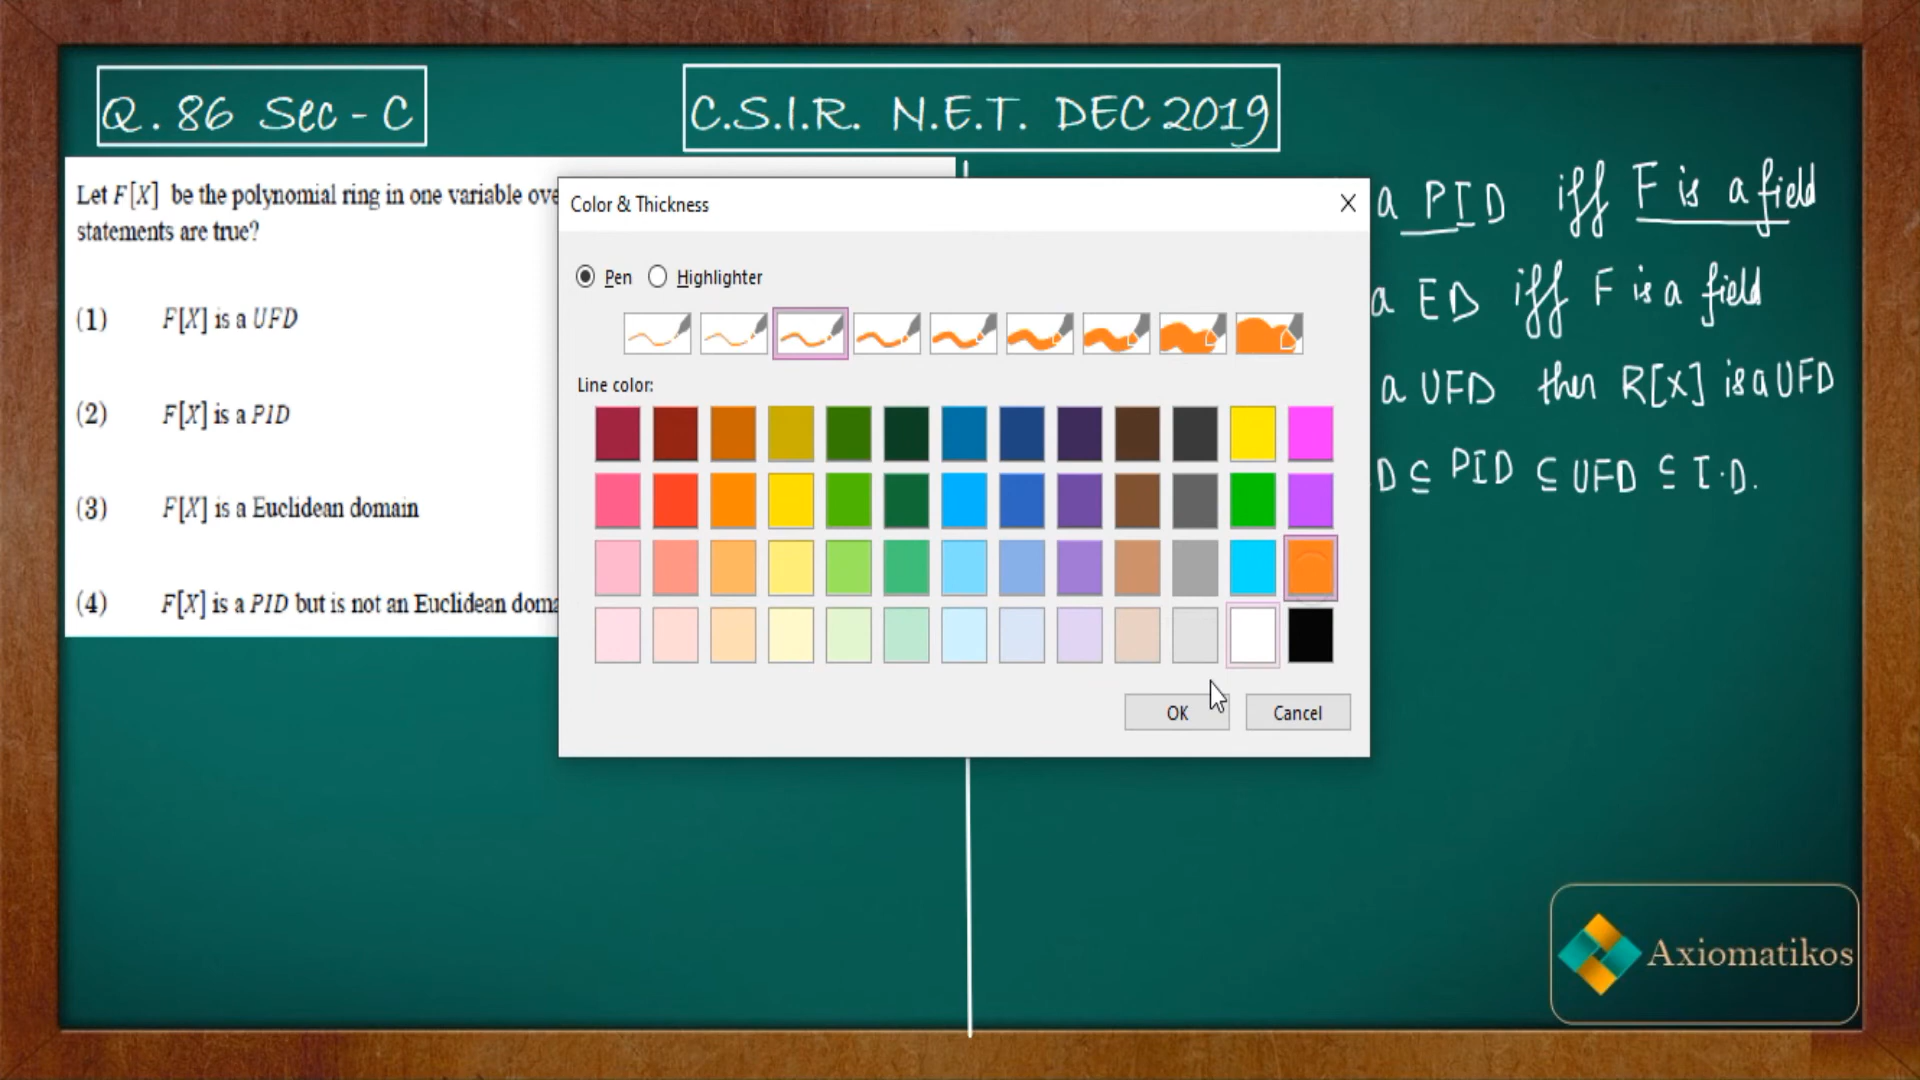 Q. 86 Sec - C
C.S.I.R. N.E.T. DEC 2019
Let F[X] be the polynomial ring in one variable ove
statements are true?
(1) F[X] is a UFD
(2) F[X] is a PID
(3) F[X] is a Euclidean domain
(4) F[X] is a PID but is not an Euclidean doma
Color & Thickness
Pen Highlighter
Line color:
OK Cancel
a PID iff F is a field
a ED iff F is a field
a UFD then R[X] is a UFD
D ⊆ PID ⊆ UFD ⊆ I.D.
Axiomatikos